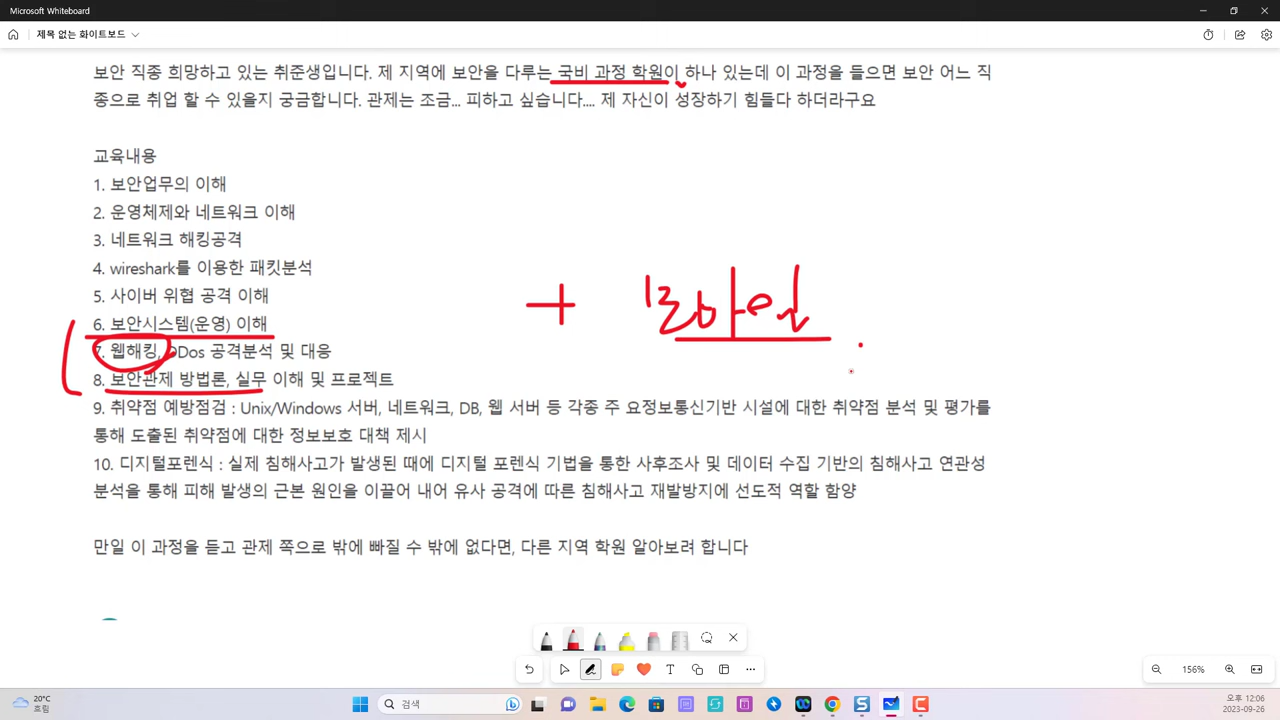 Microsoft Whiteboard
제목 없는 화이트보드
보안 직종 희망하고 있는 취준생입니다. 제 지역에 보안을 다루는 국비 과정 학원이 하나 있는데 이 과정을 들으면 보안 어느 직
종으로 취업 할 수 있을지 궁금합니다. 관제는 조금... 피하고 싶습니다.... 제 자신이 성장하기 힘들다 하더라구요
교육내용
1. 보안업무의 이해
2. 운영체제와 네트워크 이해
3. 네트워크 해킹공격
4. wireshark를 이용한 패킷분석
5. 사이버 위협 공격 이해
+
6. 보안시스템(운영) 이해
7. 웹해킹, DDos 공격분석 및 대응
8. 보안관제 방법론, 실무 이해 및 프로젝트
9. 취약점 예방점검 : Unix/Windows 서버, 네트워크, DB, 웹 서버 등 각종 주 요정보통신기반 시설에 대한 취약점 분석 및 평가를
통해 도출된 취약점에 대한 정보보호 대책 제시
10. 디지털포렌식 : 실제 침해사고가 발생된 때에 디지털 포렌식 기법을 통한 사후조사 및 데이터 수집 기반의 침해사고 연관성
분석을 통해 피해 발생의 근본 원인을 이끌어 내어 유사 공격에 따른 침해사고 재발방지에 선도적 역할 함양
만일 이 과정을 듣고 관제 쪽으로 밖에 빠질 수 밖에 없다면, 다른 지역 학원 알아보려 합니다
156%
20°C
흐림
검색
오후 12:06
2023-09-26